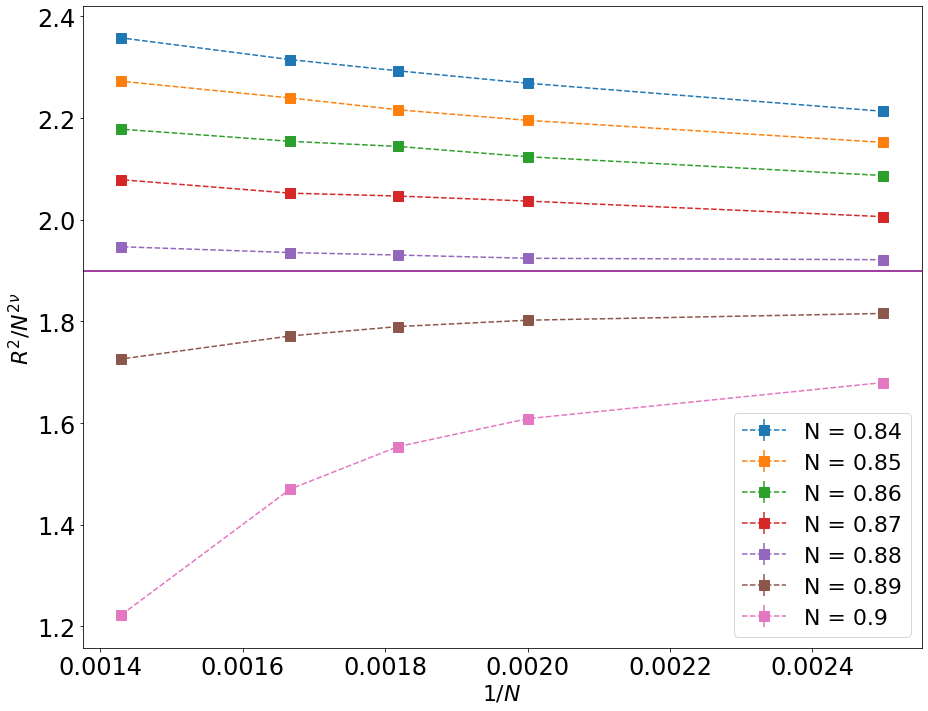 2.4
2.2
2.0
1.8
1.6
1.4
1.2
R²/N²ᵛ
0.0014 0.0016 0.0018 0.0020 0.0022 0.0024
1/N
N = 0.84
N = 0.85
N = 0.86
N = 0.87
N = 0.88
N = 0.89
N = 0.9